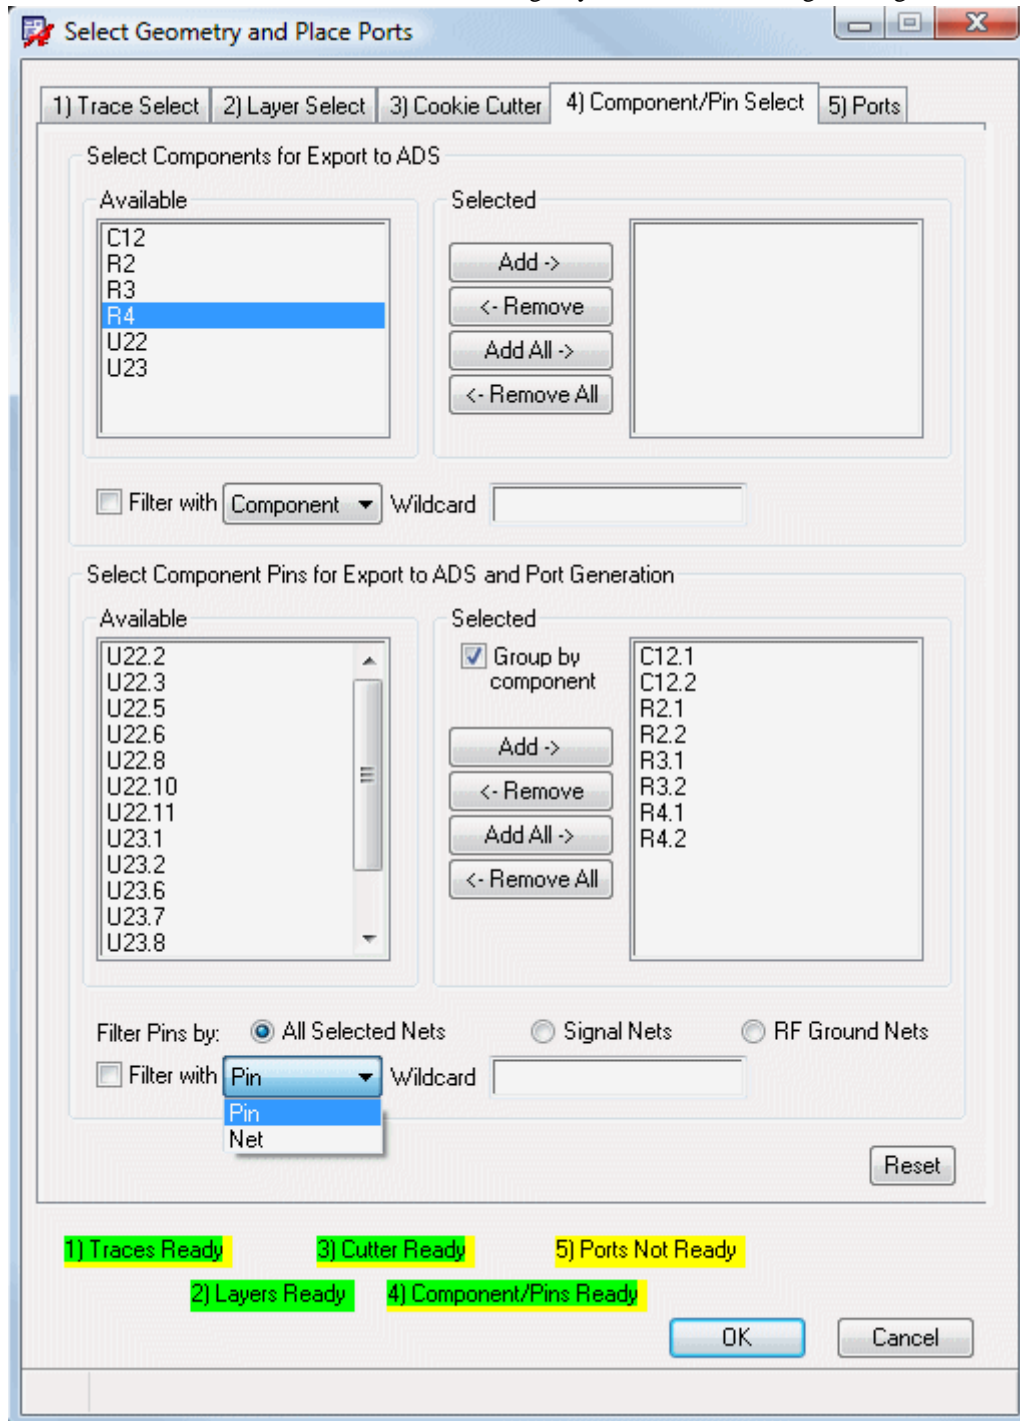 Select Geometry and Place Ports
1) Trace Select 2) Layer Select 3) Cookie Cutter 4) Component/Pin Select 5) Ports
Select Components for Export to ADS
Available Selected
C12
R2
R3
R4
U22
U23
Add ->
<- Remove
Add All ->
<- Remove All
Filter with Component Wildcard
Select Component Pins for Export to ADS and Port Generation
Available Selected
U22.2
U22.3
U22.5
U22.6
U22.8
U22.10
U22.11
U23.1
U23.2
U23.6
U23.7
U23.8
Group by
component
Add ->
<- Remove
Add All ->
<- Remove All
C12.1
C12.2
R2.1
R2.2
R3.1
R3.2
R4.1
R4.2
Filter Pins by: All Selected Nets Signal Nets RF Ground Nets
Filter with Pin Wildcard
Pin
Net
Reset
1) Traces Ready 3) Cutter Ready 5) Ports Not Ready
2) Layers Ready 4) Component/Pins Ready
OK Cancel